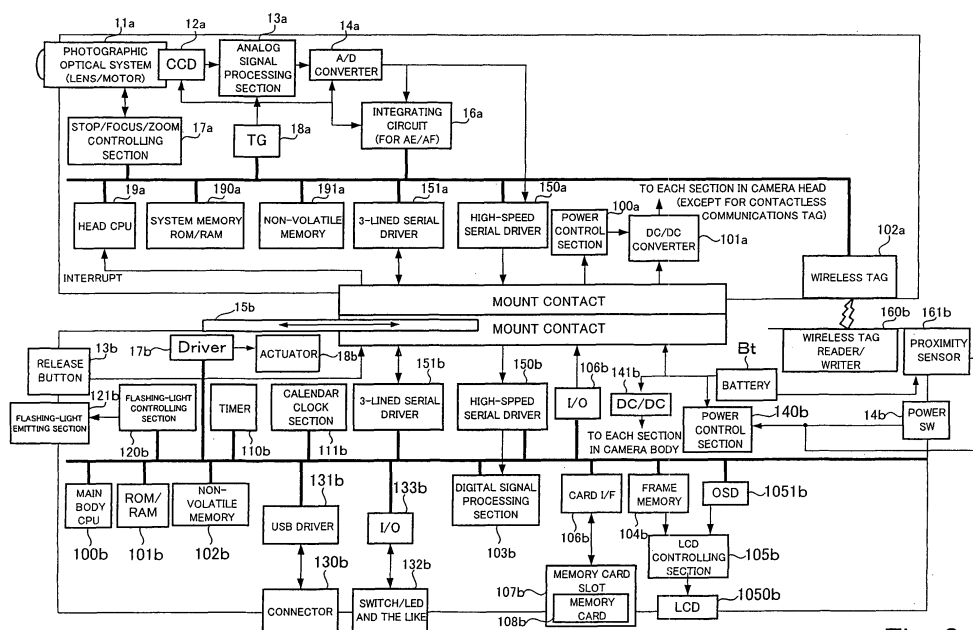 11a
12a
13a
14a
PHOTOGRAPHIC
OPTICAL SYSTEM
(LENS/MOTOR)
CCD
ANALOG
SIGNAL
PROCESSING
SECTION
A/D
CONVERTER
STOP/FOCUS/ZOOM
CONTROLLING
SECTION
17a
TG
18a
INTEGRATING
CIRCUIT
(FOR AE/AF)
16a
19a
HEAD CPU
190a
SYSTEM MEMORY
ROM/RAM
191a
NON-VOLATILE
MEMORY
151a
3-LINED SERIAL
DRIVER
150a
HIGH-SPEED
SERIAL DRIVER
100a
POWER
CONTROL
SECTION
TO EACH SECTION IN CAMERA HEAD
(EXCEPT FOR CONTACTLESS
COMMUNICATIONS TAG)
DC/DC
CONVERTER
101a
102a
WIRELESS TAG
INTERRUPT
MOUNT CONTACT
15b
MOUNT CONTACT
160b
WIRELESS TAG
READER/
WRITER
161b
PROXIMITY
SENSOR
13b
RELEASE
BUTTON
17b
Driver
ACTUATOR
18b
121b
FLASHING-LIGHT
EMITTING SECTION
FLASHING-LIGHT
CONTROLLING
SECTION
120b
TIMER
110b
CALENDAR
CLOCK
SECTION
111b
151b
3-LINED SERIAL
DRIVER
150b
HIGH-SPPED
SERIAL DRIVER
106b
I/O
141b
DC/DC
TO EACH SECTION
IN CAMERA BODY
Bt
BATTERY
POWER
CONTROL
SECTION
140b
14b
POWER
SW
MAIN
BODY
CPU
100b
ROM/
RAM
101b
NON-
VOLATILE
MEMORY
102b
131b
USB DRIVER
133b
I/O
DIGITAL SIGNAL
PROCESSING
SECTION
103b
CARD I/F
106b
FRAME
MEMORY
104b
OSD
1051b
LCD
CONTROLLING
SECTION
105b
130b
CONNECTOR
132b
SWITCH/LED
AND THE LIKE
107b
MEMORY CARD
SLOT
108b
MEMORY
CARD
LCD
1050b